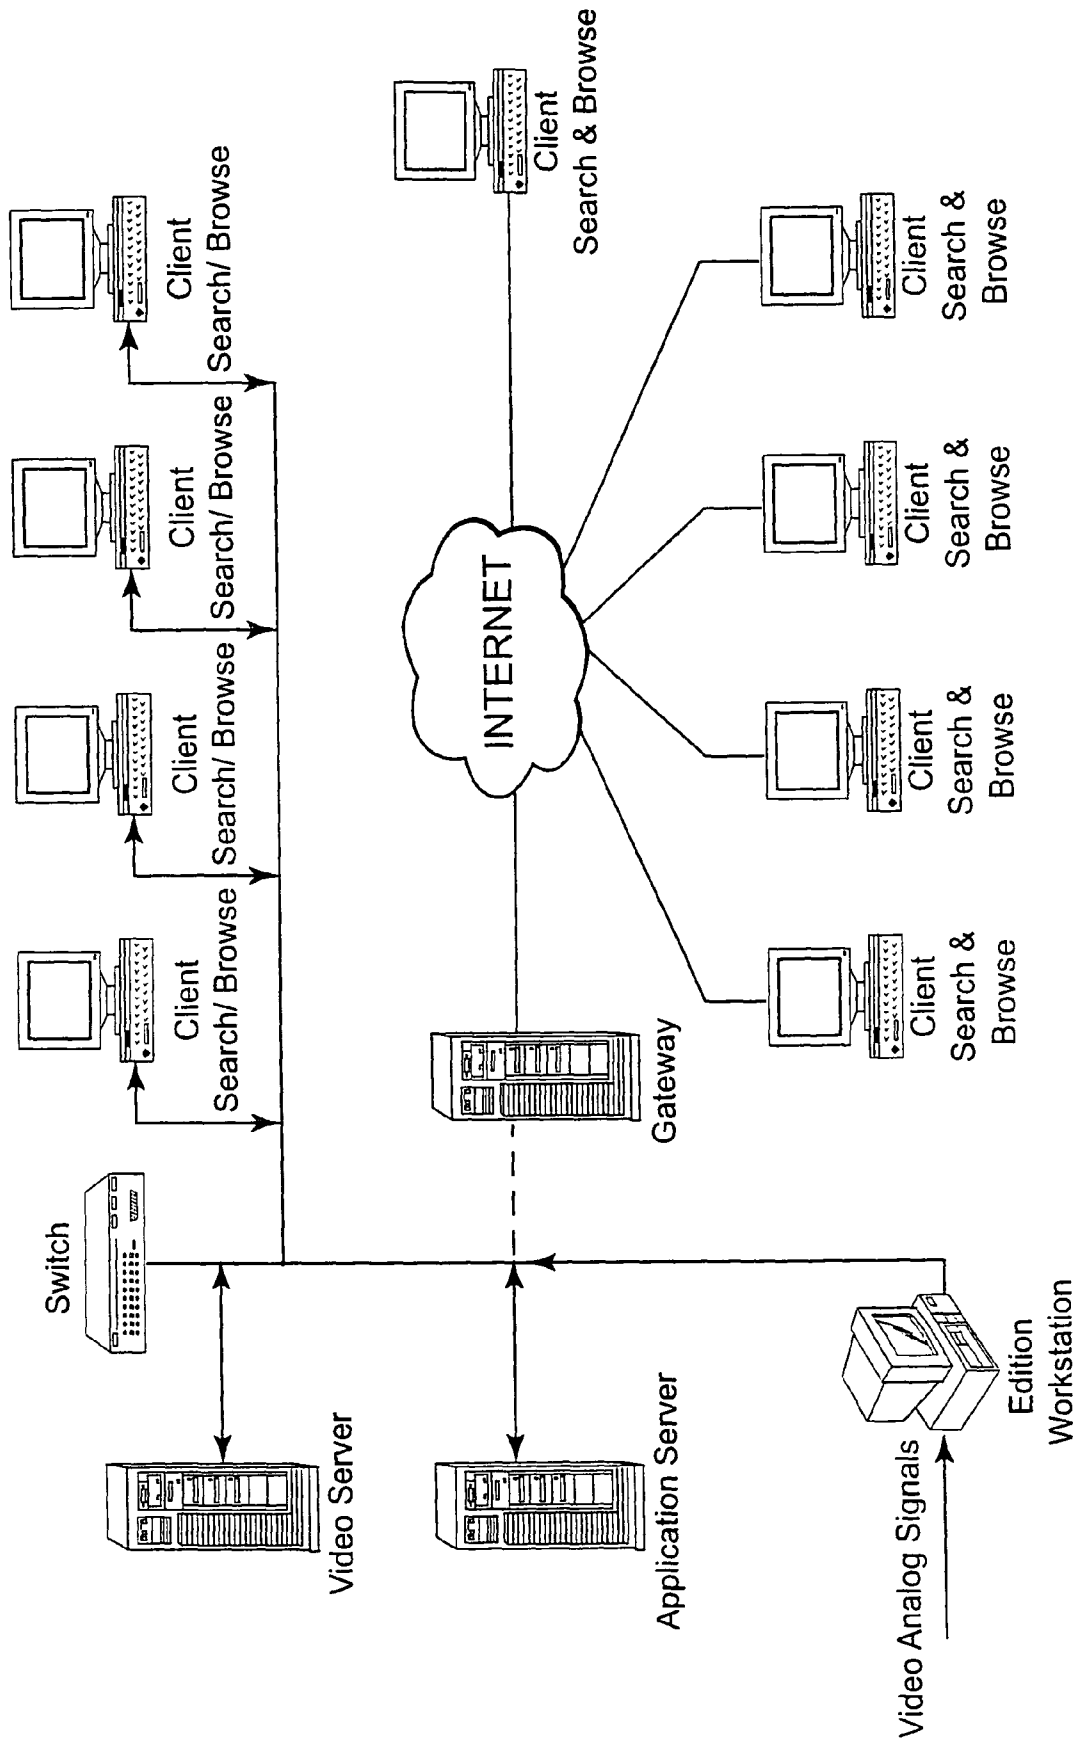 Switch
Client
Search/ Browse
Client
Search/ Browse
Client
Search/ Browse
Client
Search/ Browse
Video Server
Application Server
Gateway
INTERNET
Client
Search & Browse
Video Analog Signals
Edition
Workstation
Client
Search &
Browse
Client
Search &
Browse
Client
Search &
Browse
Client
Search &
Browse